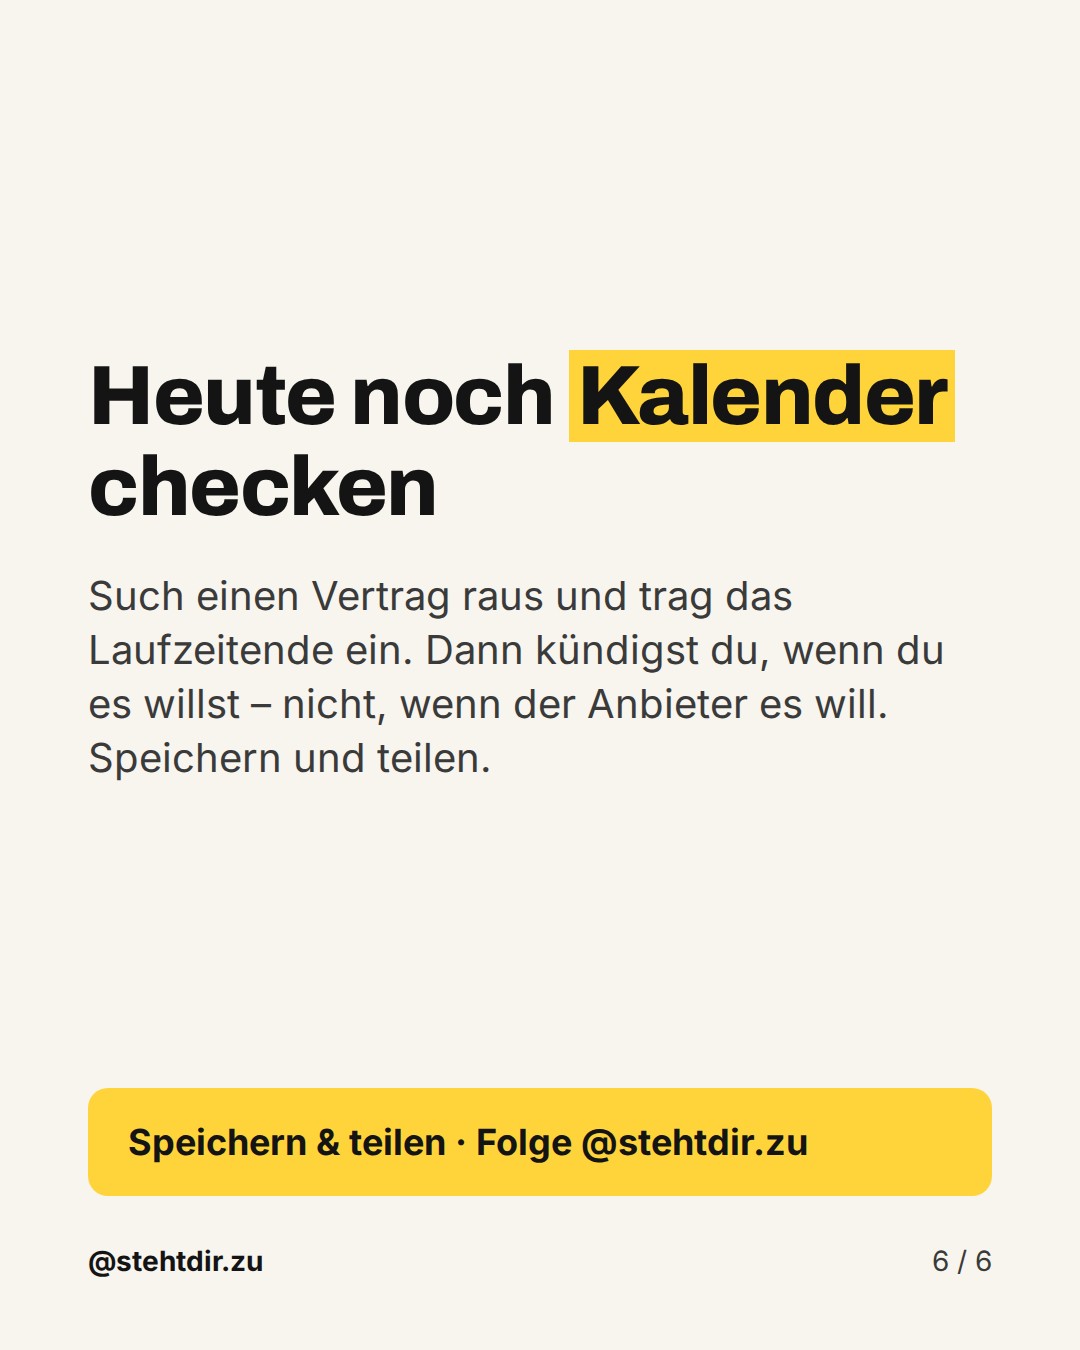 Heute noch Kalender
checken
Such einen Vertrag raus und trag das
Laufzeitende ein. Dann kündigst du, wenn du
es willst – nicht, wenn der Anbieter es will.
Speichern und teilen.
Speichern & teilen · Folge @stehtdir.zu
@stehtdir.zu
6 / 6